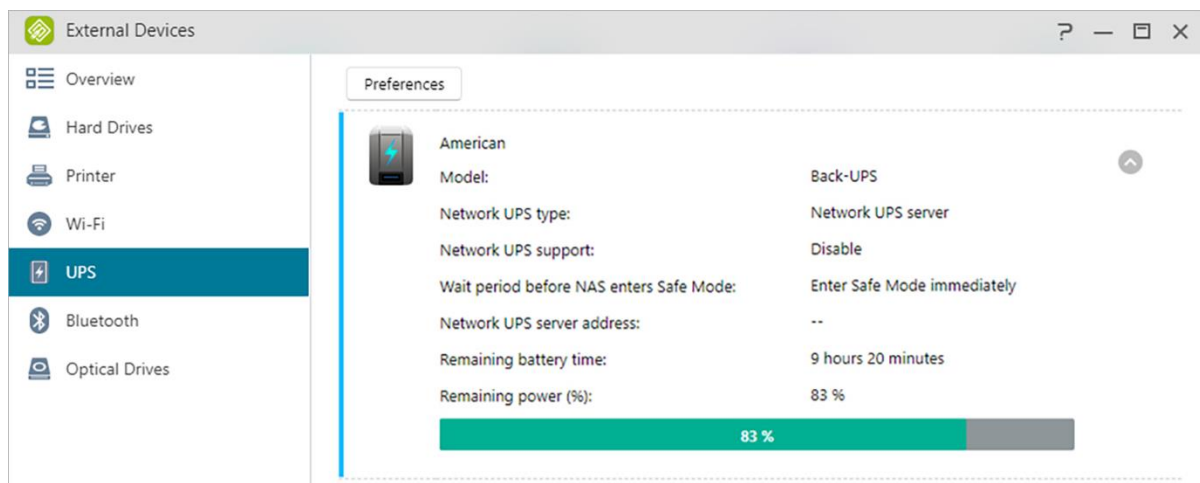 External Devices
Overview
Hard Drives
Printer
Wi-Fi
UPS
Bluetooth
Optical Drives
Preferences
American
Model: Back-UPS
Network UPS type: Network UPS server
Network UPS support: Disable
Wait period before NAS enters Safe Mode: Enter Safe Mode immediately
Network UPS server address: --
Remaining battery time: 9 hours 20 minutes
Remaining power (%): 83 %
83 %